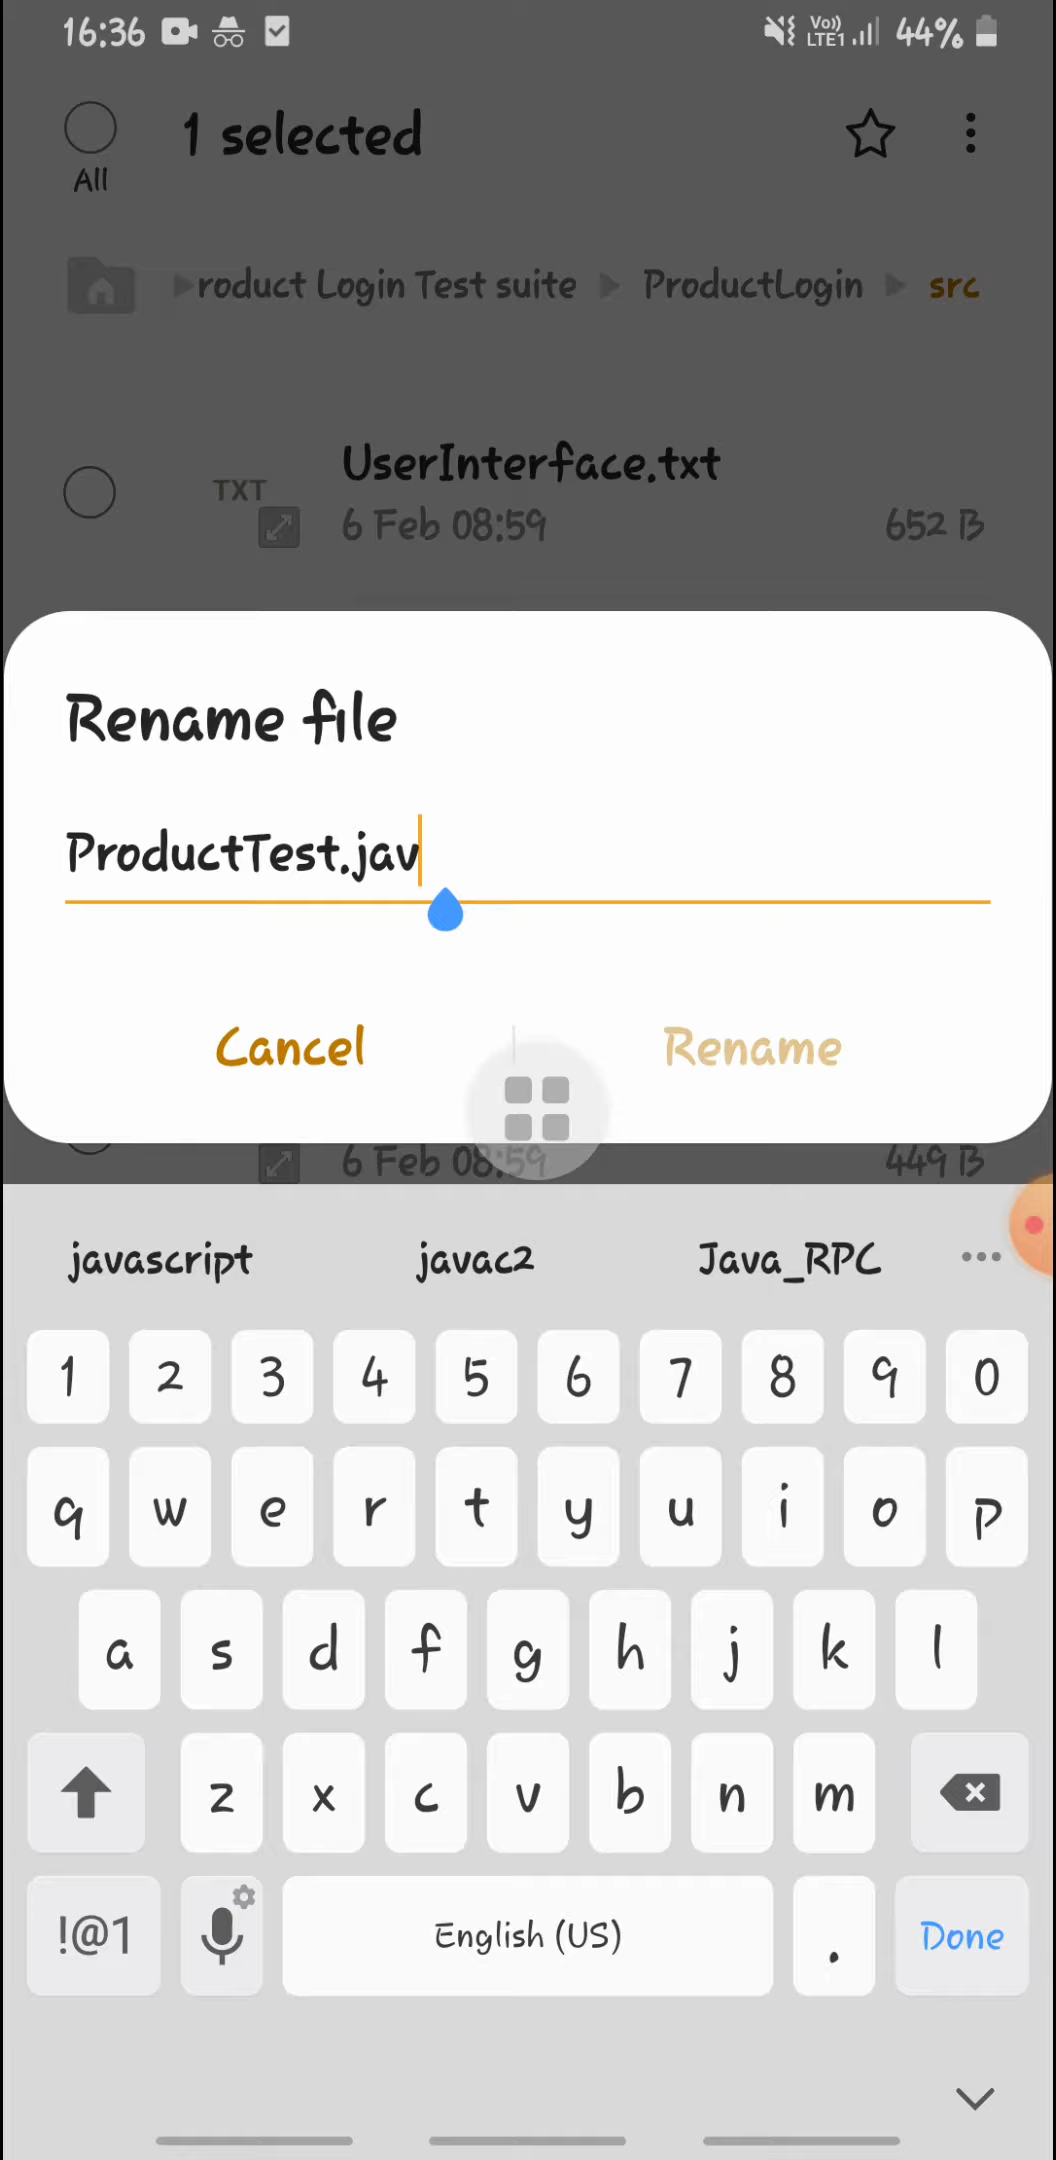 16:36 Vo)) LTE1 44%
1 selected
All
roduct Login Test suite ProductLogin src
UserInterface.txt
TXT
6 Feb 08:59 652 B
Rename file
ProductTest.jav
Cancel Rename
6 Feb 08:59 449 B
javascript javac2 Java_RPC •••
1 2 3 4 5 6 7 8 9 0
q w e r t y u i o p
a s d f g h j k l
z x c v b n m
!@1 English (US) . Done